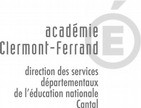 académie
Clermont-Ferrand
É
direction des services
départementaux
de l'éducation nationale
Cantal